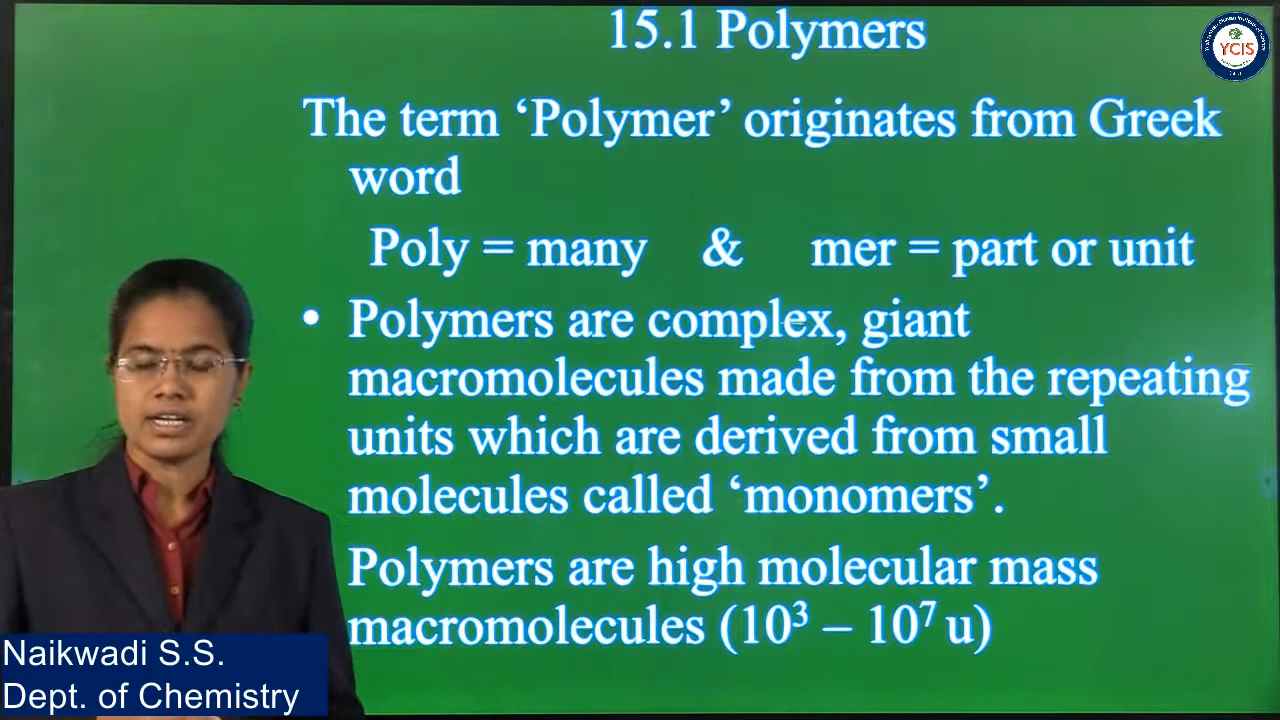 15.1 Polymers
YCIS
The term ‘Polymer’ originates from Greek
word
Poly = many & mer = part or unit
• Polymers are complex, giant
macromolecules made from the repeating
units which are derived from small
molecules called ‘monomers’.
Polymers are high molecular mass
macromolecules (10³ – 10⁷ u)
Naikwadi S.S.
Dept. of Chemistry